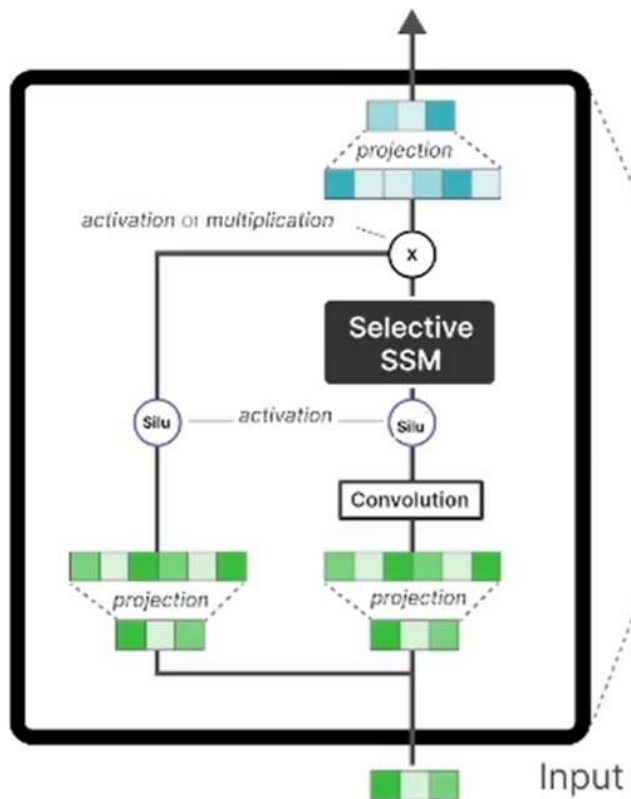 projection
activation or multiplication
x
Selective
SSM
Silu
activation
Silu
Convolution
projection
projection
Input